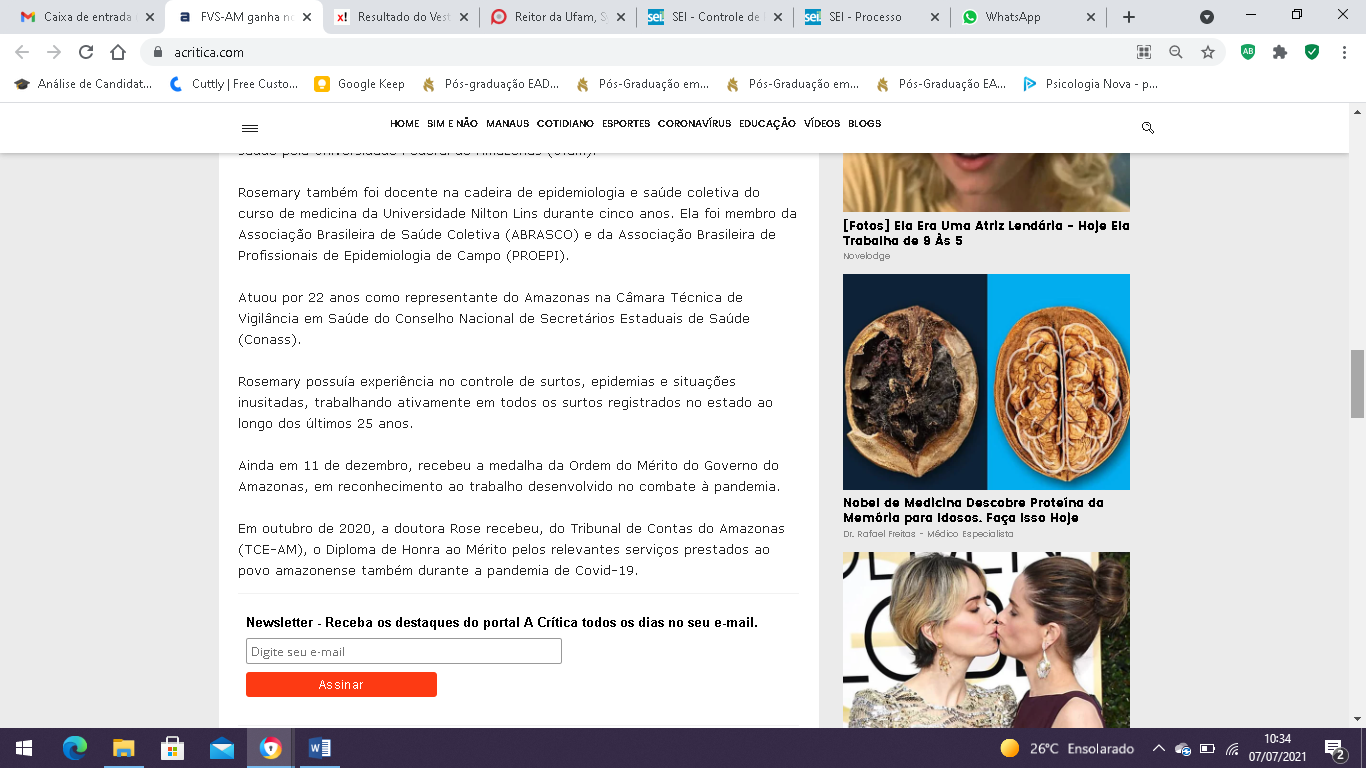 Caixa de entrada
FVS-AM ganha no
Resultado do Vest
Reitor da Ufam, S
SEI - Controle de
SEI - Processo
WhatsApp
acritica.com
Análise de Candidat...
Cuttly | Free Custo...
Google Keep
Pós-graduação EAD...
Pós-Graduação em...
Pós-Graduação em...
Pós-Graduação EA...
Psicologia Nova - p...
HOME SIM E NÃO MANAUS COTIDIANO ESPORTES CORONAVÍRUS EDUCAÇÃO VÍDEOS BLOGS
Rosemary também foi docente na cadeira de epidemiologia e saúde coletiva do
curso de medicina da Universidade Nilton Lins durante cinco anos. Ela foi membro da
Associação Brasileira de Saúde Coletiva (ABRASCO) e da Associação Brasileira de
Profissionais de Epidemiologia de Campo (PROEPI).
Atuou por 22 anos como representante do Amazonas na Câmara Técnica de
Vigilância em Saúde do Conselho Nacional de Secretários Estaduais de Saúde
(Conass).
Rosemary possuía experiência no controle de surtos, epidemias e situações
inusitadas, trabalhando ativamente em todos os surtos registrados no estado ao
longo dos últimos 25 anos.
Ainda em 11 de dezembro, recebeu a medalha da Ordem do Mérito do Governo do
Amazonas, em reconhecimento ao trabalho desenvolvido no combate à pandemia.
Em outubro de 2020, a doutora Rose recebeu, do Tribunal de Contas do Amazonas
(TCE-AM), o Diploma de Honra ao Mérito pelos relevantes serviços prestados ao
povo amazonense também durante a pandemia de Covid-19.
Newsletter - Receba os destaques do portal A Crítica todos os dias no seu e-mail.
Digite seu e-mail
Assinar
[Fotos] Ela Era Uma Atriz Lendária - Hoje Ela
Trabalha de 9 Às 5
Novelodge
Nobel de Medicina Descobre Proteína da
Memória para Idosos. Faça Isso Hoje
Dr. Rafael Freitas - Médico Especialista
26°C Ensolarado
10:34
07/07/2021
2